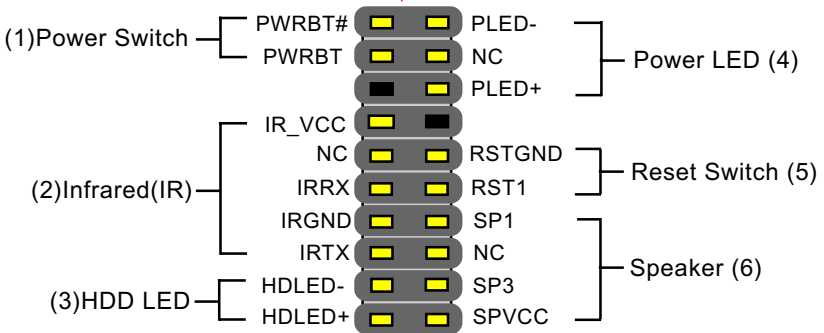 PWRBT# PLED-
(1)Power Switch
PWRBT NC
Power LED (4)
PLED+
IR_VCC
NC RSTGND
Reset Switch (5)
(2)Infrared(IR)
IRRX RST1
IRGND SP1
IRTX NC
Speaker (6)
HDLED- SP3
(3)HDD LED
HDLED+ SPVCC